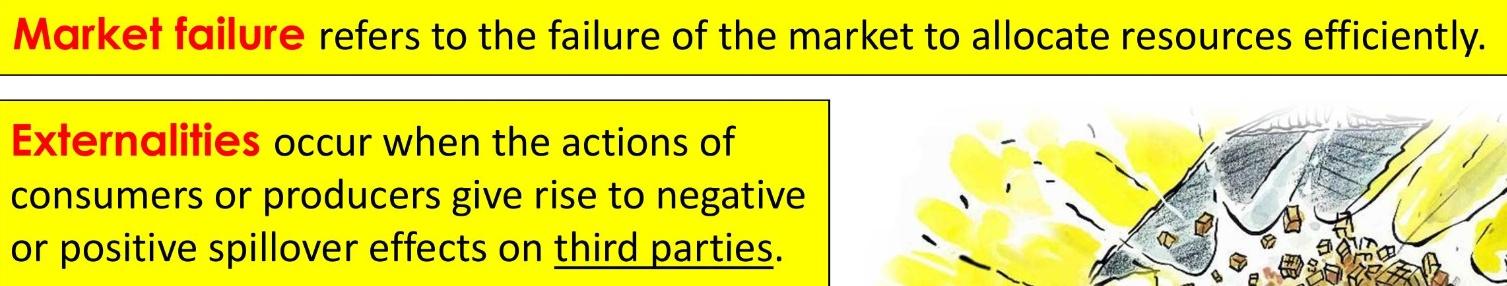 Market failure refers to the failure of the market to allocate resources efficiently.
Externalities occur when the actions of
consumers or producers give rise to negative
or positive spillover effects on third parties.